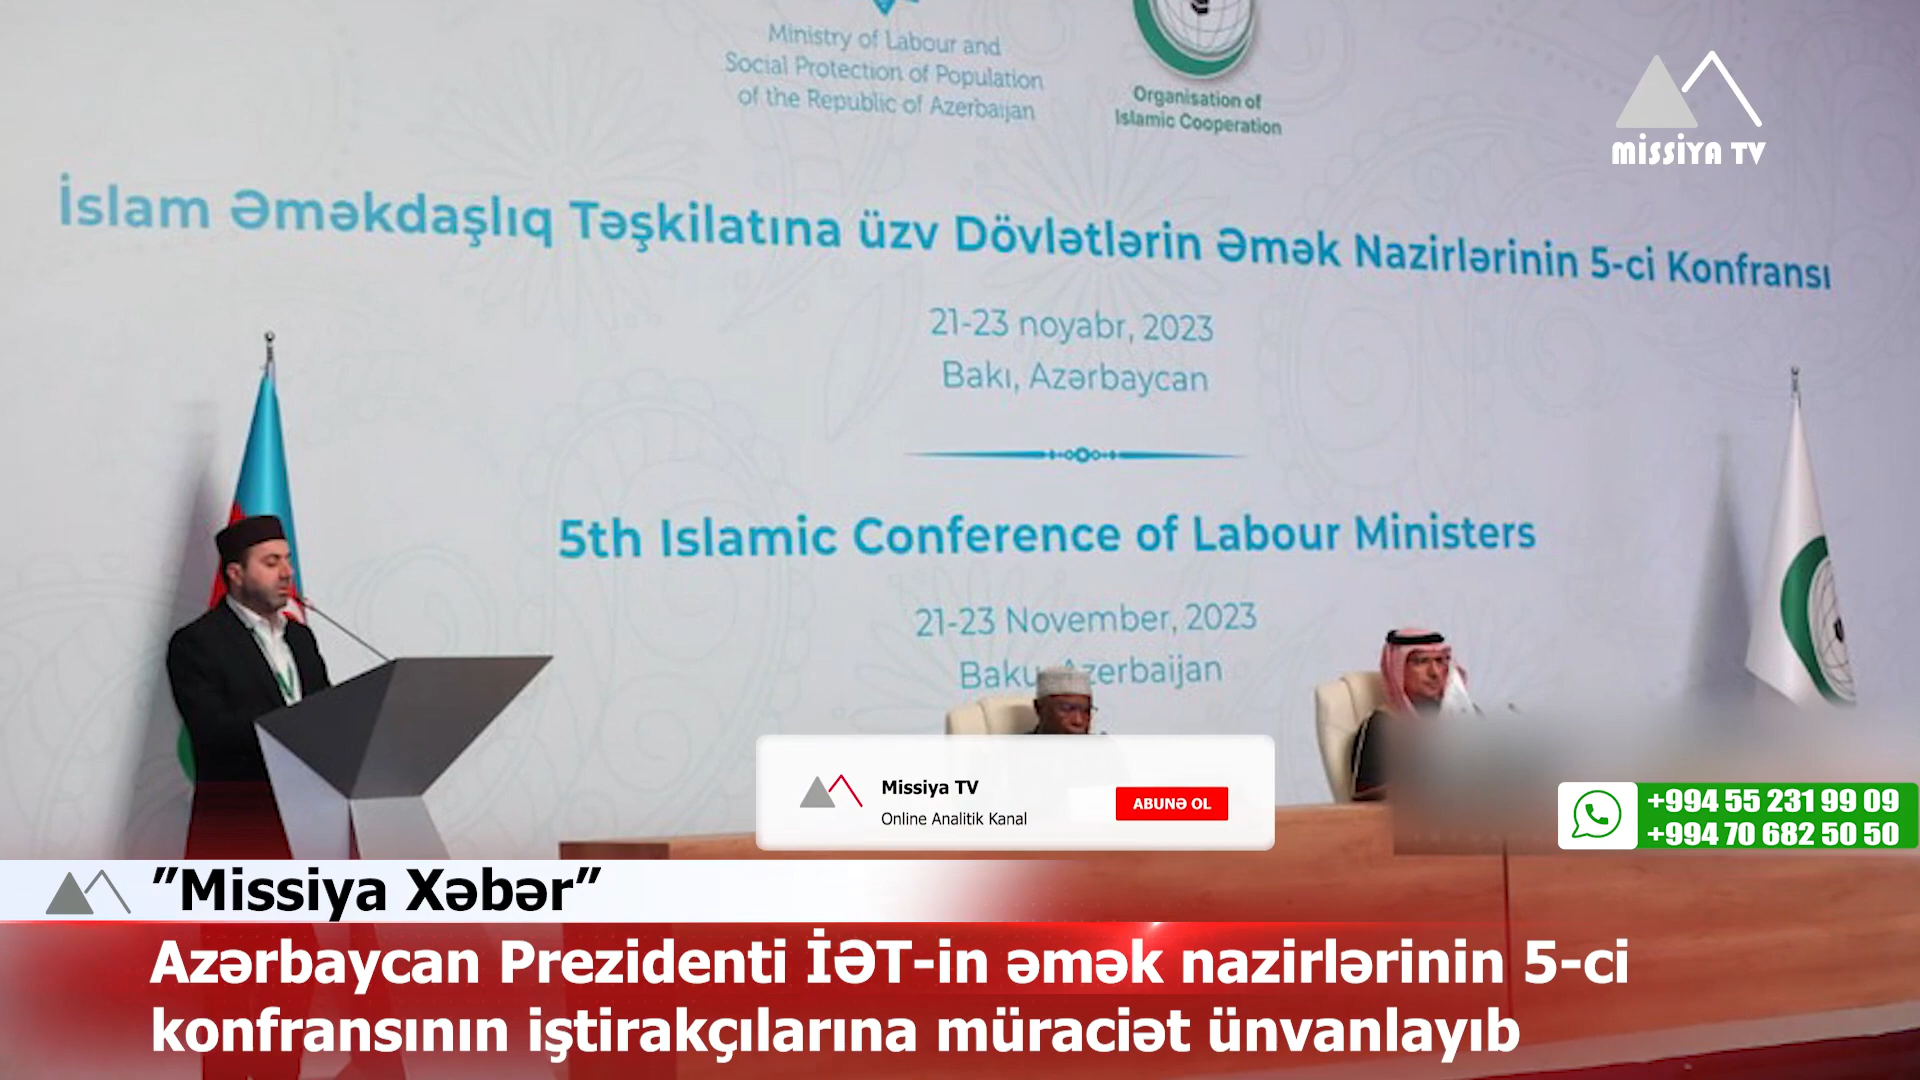 Ministry of Labour and
Social Protection of Population
of the Republic of Azerbaijan
Organisation of
Islamic Cooperation
MISSIYA TV
İslam Əməkdaşlıq Təşkilatına üzv Dövlətlərin Əmək Nazirlərinin 5-ci Konfransı
21-23 noyabr, 2023
Bakı, Azərbaycan
5th Islamic Conference of Labour Ministers
21-23 November, 2023
Baku, Azerbaijan
Missiya TV
Online Analitik Kanal
ABUNƏ OL
+994 55 231 99 09
+994 70 682 50 50
”Missiya Xəbər”
Azərbaycan Prezidenti İƏT-in əmək nazirlərinin 5-ci
konfransının iştirakçılarına müraciət ünvanlayıb